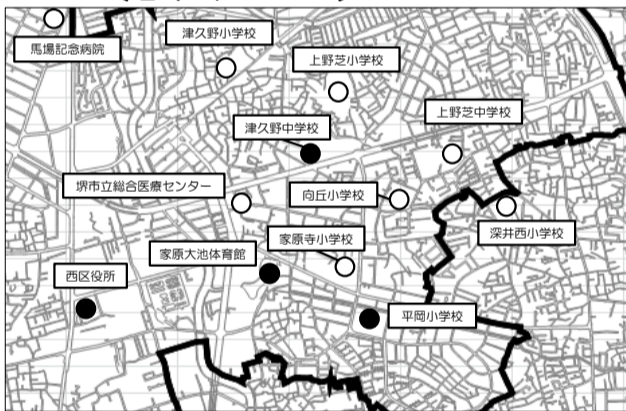 馬場記念病院
津久野小学校
上野芝小学校
津久野中学校
上野芝中学校
堺市立総合医療センター
向丘小学校
深井西小学校
家原寺小学校
家原大池体育館
西区役所
平岡小学校